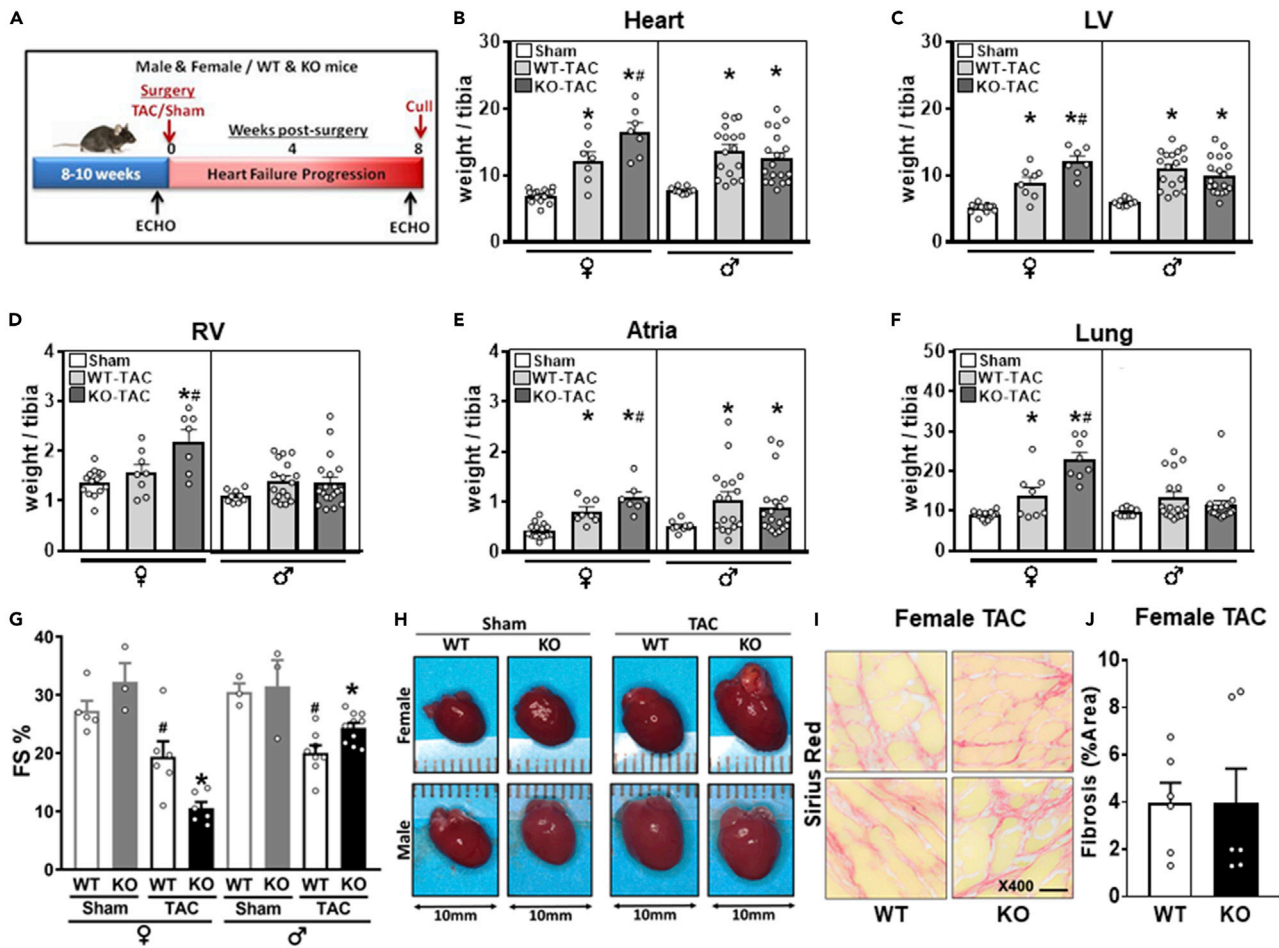 A
Male & Female / WT & KO mice
Surgery
TAC/Sham
Weeks post-surgery
Cull
0
4
8
8-10 weeks
Heart Failure Progression
ECHO
ECHO
B
Heart
weight / tibia
30
20
10
0
Sham
WT-TAC
KO-TAC
*
*#
*
*
♀
♂
C
LV
weight / tibia
30
20
10
0
Sham
WT-TAC
KO-TAC
*
*#
*
*
♀
♂
D
RV
weight / tibia
4
3
2
1
0
Sham
WT-TAC
KO-TAC
*#
♀
♂
E
Atria
weight / tibia
4
3
2
1
0
Sham
WT-TAC
KO-TAC
*
*#
*
*
♀
♂
F
Lung
weight / tibia
50
40
30
20
10
0
Sham
WT-TAC
KO-TAC
*
*#
♀
♂
G
FS %
40
30
20
10
0
#
*
#
*
WT KO WT KO WT KO WT KO
Sham TAC Sham TAC
♀ ♂
H
Sham TAC
WT KO WT KO
Female
Male
10mm 10mm 10mm 10mm
I
Female TAC
Sirius Red
X400
WT KO
J
Female TAC
Fibrosis (%Area)
10
8
6
4
2
0
WT KO